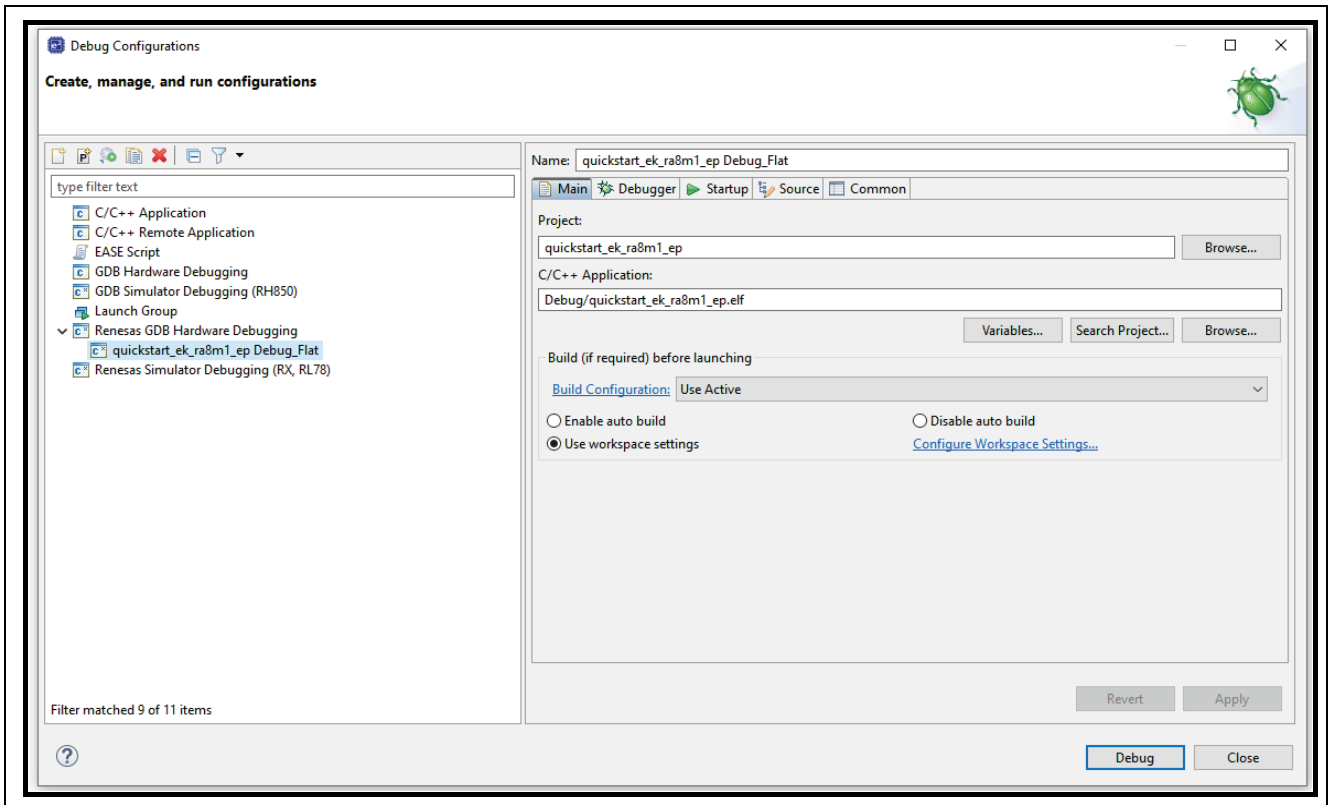 Debug Configurations
Create, manage, and run configurations
type filter text
C/C++ Application
C/C++ Remote Application
EASE Script
GDB Hardware Debugging
GDB Simulator Debugging (RH850)
Launch Group
Renesas GDB Hardware Debugging
quickstart_ek_ra8m1_ep Debug_Flat
Renesas Simulator Debugging (RX, RL78)
Filter matched 9 of 11 items
Name: quickstart_ek_ra8m1_ep Debug_Flat
Main Debugger Startup Source Common
Project:
quickstart_ek_ra8m1_ep Browse...
C/C++ Application:
Debug/quickstart_ek_ra8m1_ep.elf
Variables... Search Project... Browse...
Build (if required) before launching
Build Configuration: Use Active
Enable auto build Disable auto build
Use workspace settings Configure Workspace Settings...
Revert Apply
? Debug Close